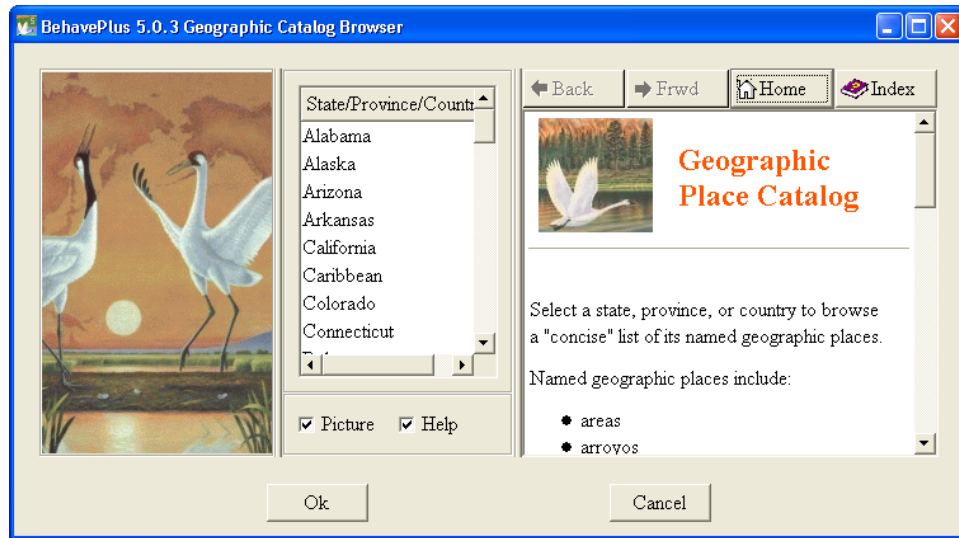 BehavePlus 5.0.3 Geographic Catalog Browser
State/Province/Countr
Alabama
Alaska
Arizona
Arkansas
California
Caribbean
Colorado
Connecticut
Picture Help
Back Frwd Home Index
Geographic
Place Catalog
Select a state, province, or country to browse
a "concise" list of its named geographic places.
Named geographic places include:
areas
arroyos
Ok Cancel